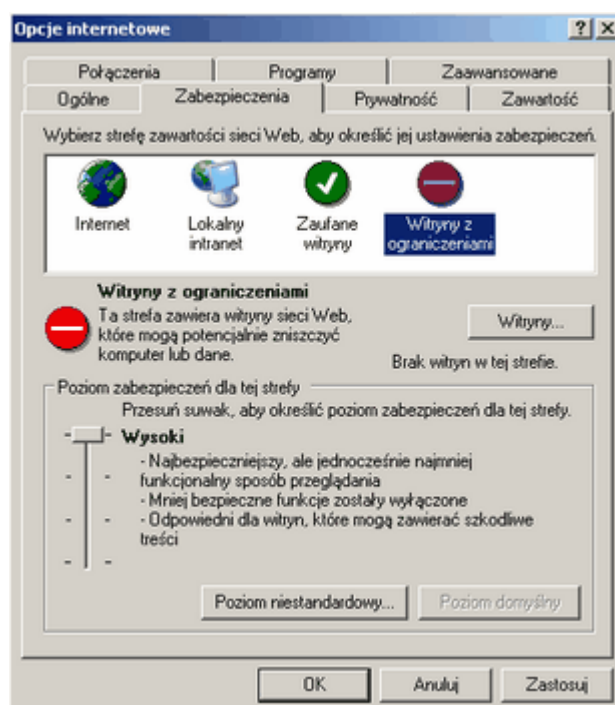 Opcje internetowe
Połączenia Programy Zaawansowane
Ogólne Zabezpieczenia Prywatność Zawartość
Wybierz strefę zawartości sieci Web, aby określić jej ustawienia zabezpieczeń.
Internet Lokalny intranet Zaufane witryny Witryny z ograniczeniami
Witryny z ograniczeniami
Ta strefa zawiera witryny sieci Web,
które mogą potencjalnie zniszczyć
komputer lub dane.
Witryny...
Brak witryn w tej strefie.
Poziom zabezpieczeń dla tej strefy
Przesuń suwak, aby określić poziom zabezpieczeń dla tej strefy.
Wysoki
- Najbezpieczniejszy, ale jednocześnie najmniej
funkcjonalny sposób przeglądania
- Mniej bezpieczne funkcje zostały wyłączone
- Odpowiedni dla witryn, które mogą zawierać szkodliwe
treści
Poziom niestandardowy... Poziom domyślny
OK Anuluj Zastosuj